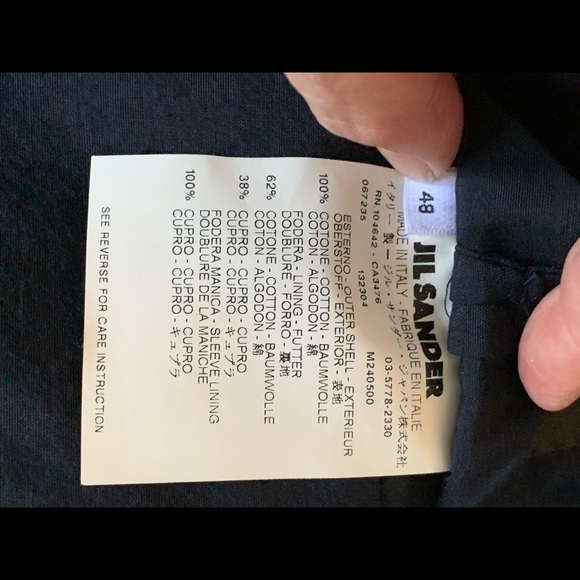 48
JIL SANDER
MADE IN ITALY - FABRIQUE EN ITALIE
イタリー製 - ジル・サンダー・ジャパン株式会社
RN 104642 - CA3476 03-5778-2330
067235 132304 M240500
ESTERNO - OUTER SHELL - EXTERIEUR
OBERSTOFF - EXTERIOR - 表地
100% COTONE - COTTON - BAUMWOLLE
COTON - ALGODON - 綿
FODERA - LINING - FUTTER
DOUBLURE - FORRO - 裏地
62% COTONE - COTTON - BAUMWOLLE
COTON - ALGODON - 綿
38% CUPRO - CUPRO - CUPRO
CUPRO - CUPRO - キュプラ
FODERA MANICA - SLEEVE LINING
DOUBLURE DE LA MANICHE
100% CUPRO - CUPRO - CUPRO
CUPRO - CUPRO - キュプラ
SEE REVERSE FOR CARE INSTRUCTION